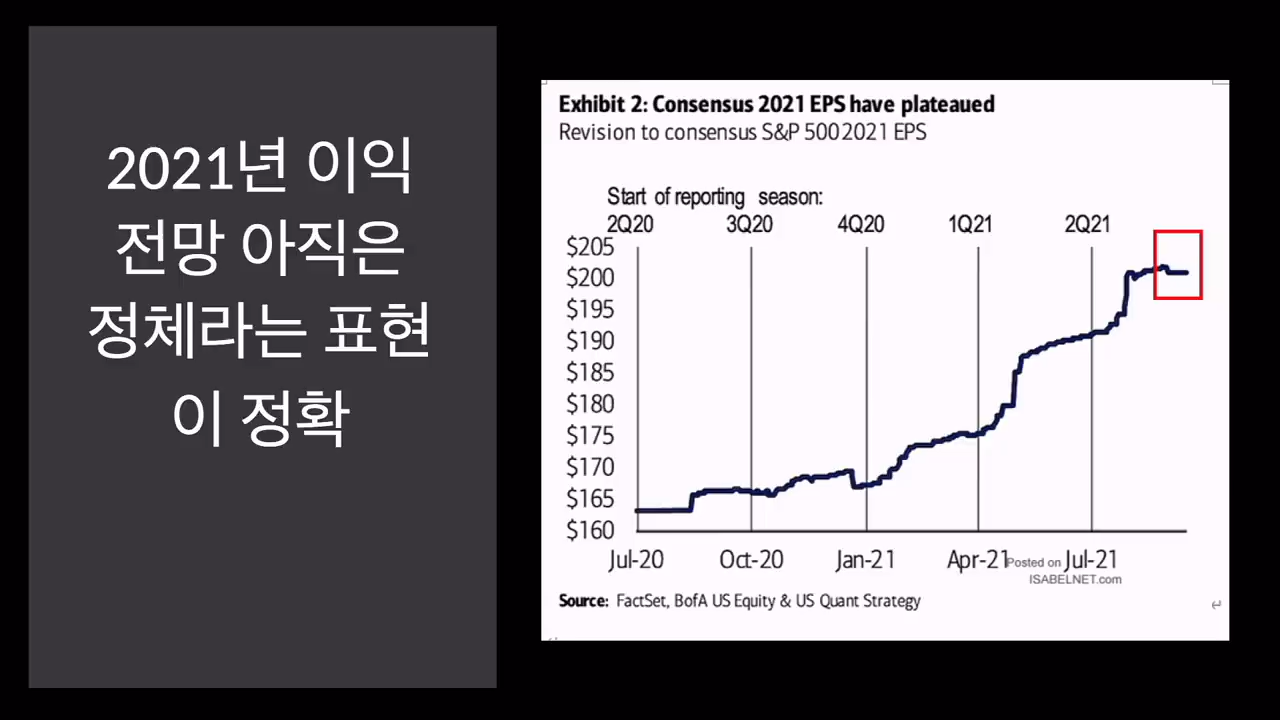 2021년 이익
전망 아직은
정체라는 표현
이 정확
Exhibit 2: Consensus 2021 EPS have plateaued
Revision to consensus S&P 500 2021 EPS
Start of reporting season:
2Q20 3Q20 4Q20 1Q21 2Q21
$205
$200
$195
$190
$185
$180
$175
$170
$165
$160
Jul-20 Oct-20 Jan-21 Apr-21 Jul-21
Posted on
ISABELNET.com
Source: FactSet, BofA US Equity & US Quant Strategy